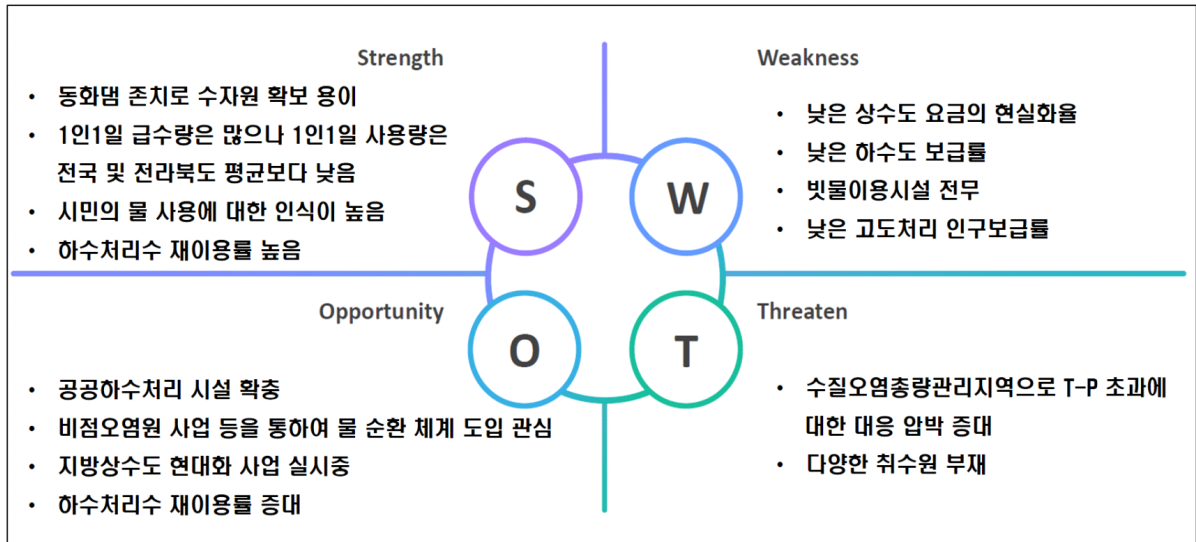 Strength
• 동화댐 존치로 수자원 확보 용이
• 1인1일 급수량은 많으나 1인1일 사용량은
전국 및 전라북도 평균보다 낮음
• 시민의 물 사용에 대한 인식이 높음
• 하수처리수 재이용률 높음
Weakness
• 낮은 상수도 요금의 현실화율
• 낮은 하수도 보급률
• 빗물이용시설 전무
• 낮은 고도처리 인구보급률
S
W
O
T
Opportunity
• 공공하수처리 시설 확충
• 비점오염원 사업 등을 통하여 물 순환 체계 도입 관심
• 지방상수도 현대화 사업 실시중
• 하수처리수 재이용률 증대
Threaten
• 수질오염총량관리지역으로 T-P 초과에
대한 대응 압박 증대
• 다양한 취수원 부재